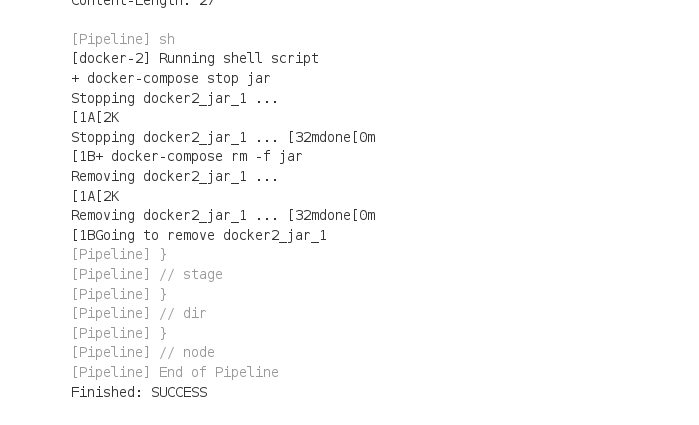 Content-Length: 27
[Pipeline] sh
[docker-2] Running shell script
+ docker-compose stop jar
Stopping docker2_jar_1 ...
[1A[2K
Stopping docker2_jar_1 ... [32mdone[0m
[1B+ docker-compose rm -f jar
Removing docker2_jar_1 ...
[1A[2K
Removing docker2_jar_1 ... [32mdone[0m
[1BGoing to remove docker2_jar_1
[Pipeline] }
[Pipeline] // stage
[Pipeline] }
[Pipeline] // dir
[Pipeline] }
[Pipeline] // node
[Pipeline] End of Pipeline
Finished: SUCCESS